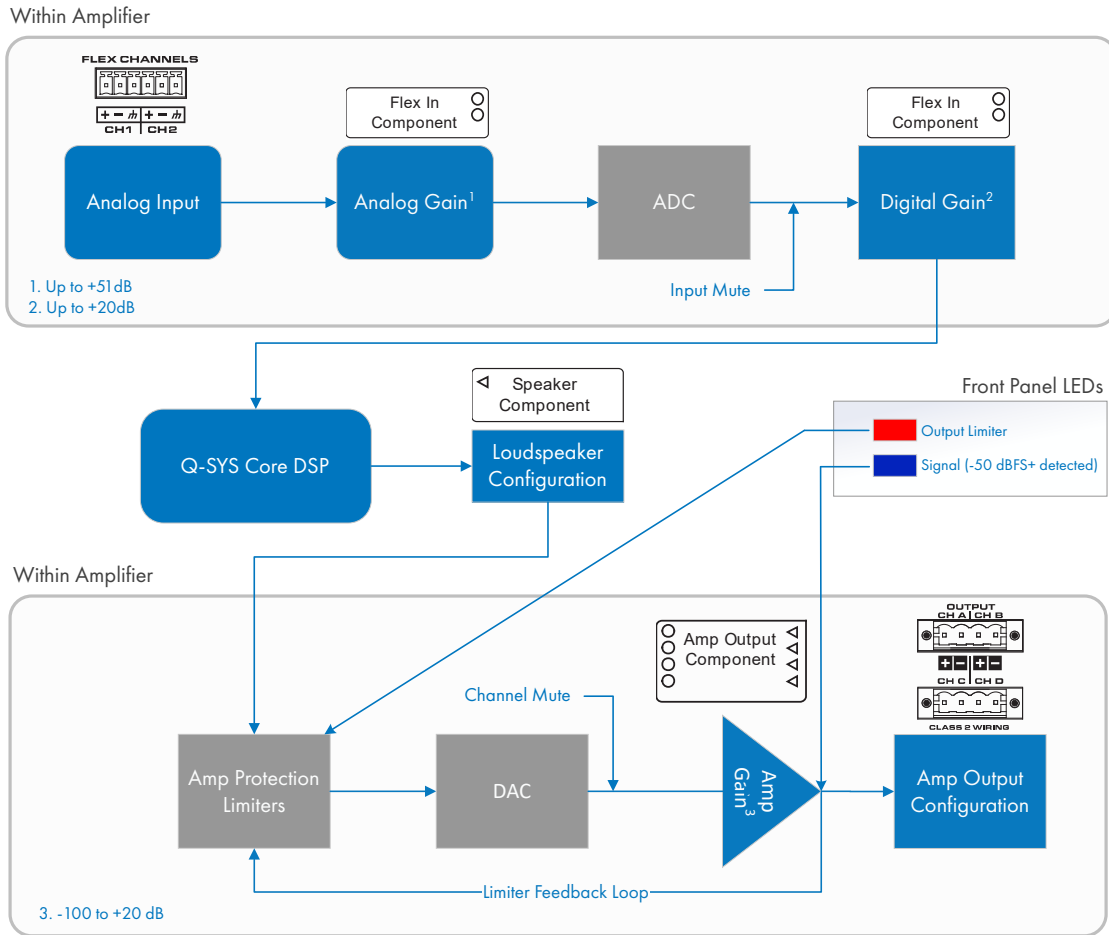 Within Amplifier
FLEX CHANNELS
+ - ⏚ + - ⏚
CH1 CH2
Flex In
Component
Flex In
Component
Analog Input
Analog Gain¹
ADC
Digital Gain²
Input Mute
1. Up to +51dB
2. Up to +20dB
Speaker
Component
Front Panel LEDs
Output Limiter
Signal (-50 dBFS+ detected)
Q-SYS Core DSP
Loudspeaker
Configuration
Within Amplifier
OUTPUT
CH A CH B
+ - + -
CH C CH D
CLASS 2 WIRING
Amp Output
Component
Channel Mute
Amp Protection
Limiters
DAC
Amp
Gain³
Amp Output
Configuration
Limiter Feedback Loop
3. -100 to +20 dB